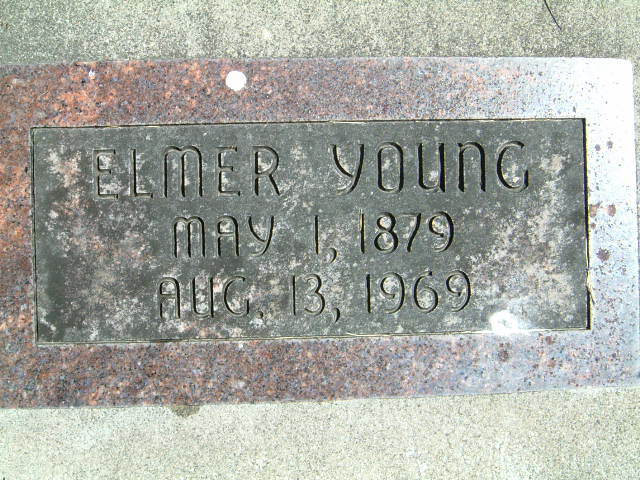 ELMER YOUNG
MAY 1, 1879
AUG. 13, 1969